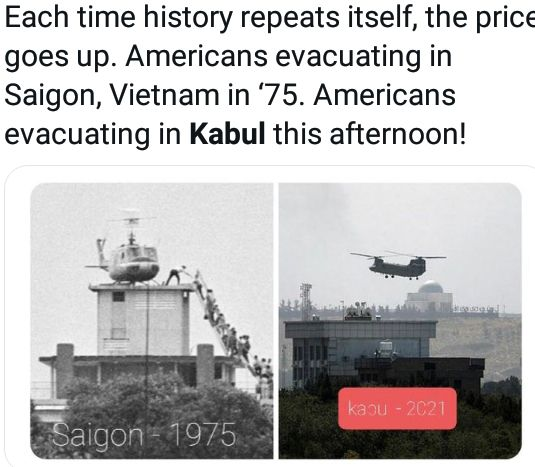 Each time history repeats itself, the price
goes up. Americans evacuating in
Saigon, Vietnam in ‘75. Americans
evacuating in Kabul this afternoon!
Saigon - 1975
kabu - 2021